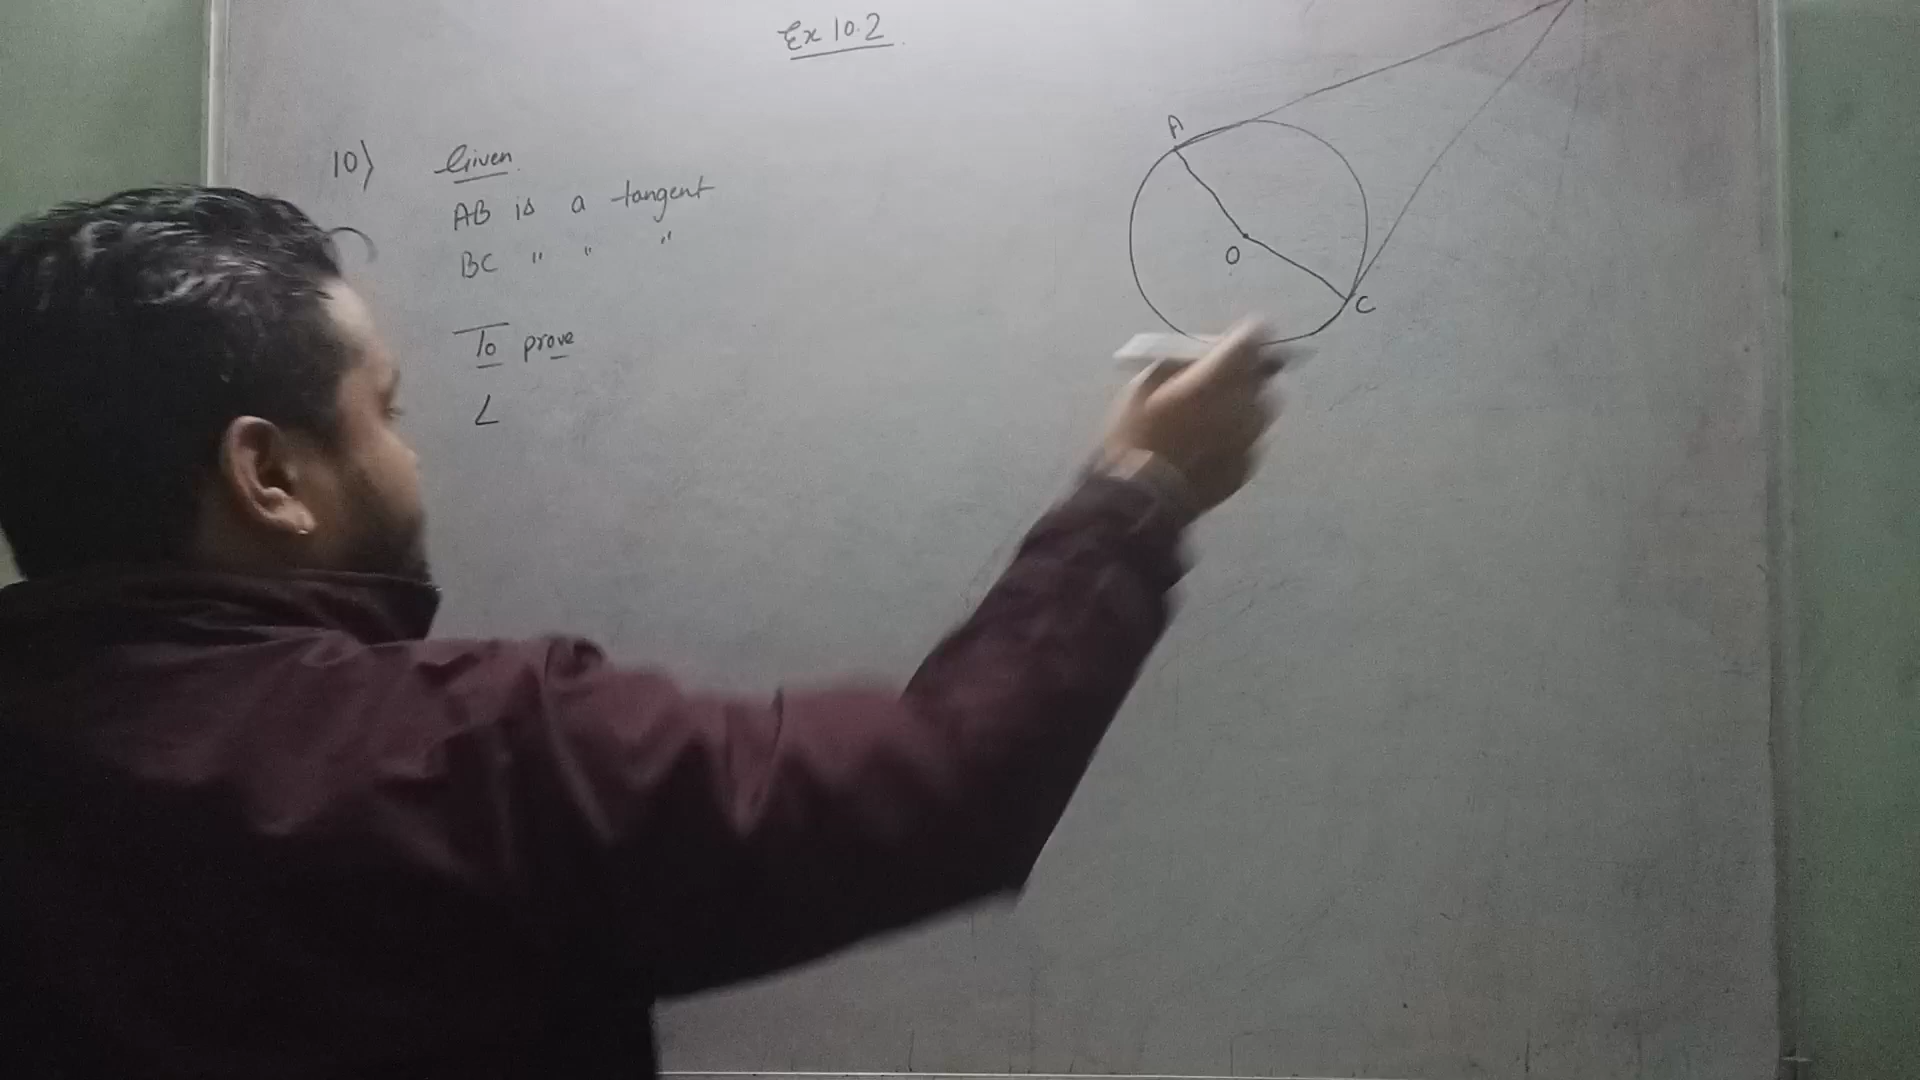 Ex 10.2
10) Given
AB is a tangent
BC " " "
To prove
∠
A
O
C